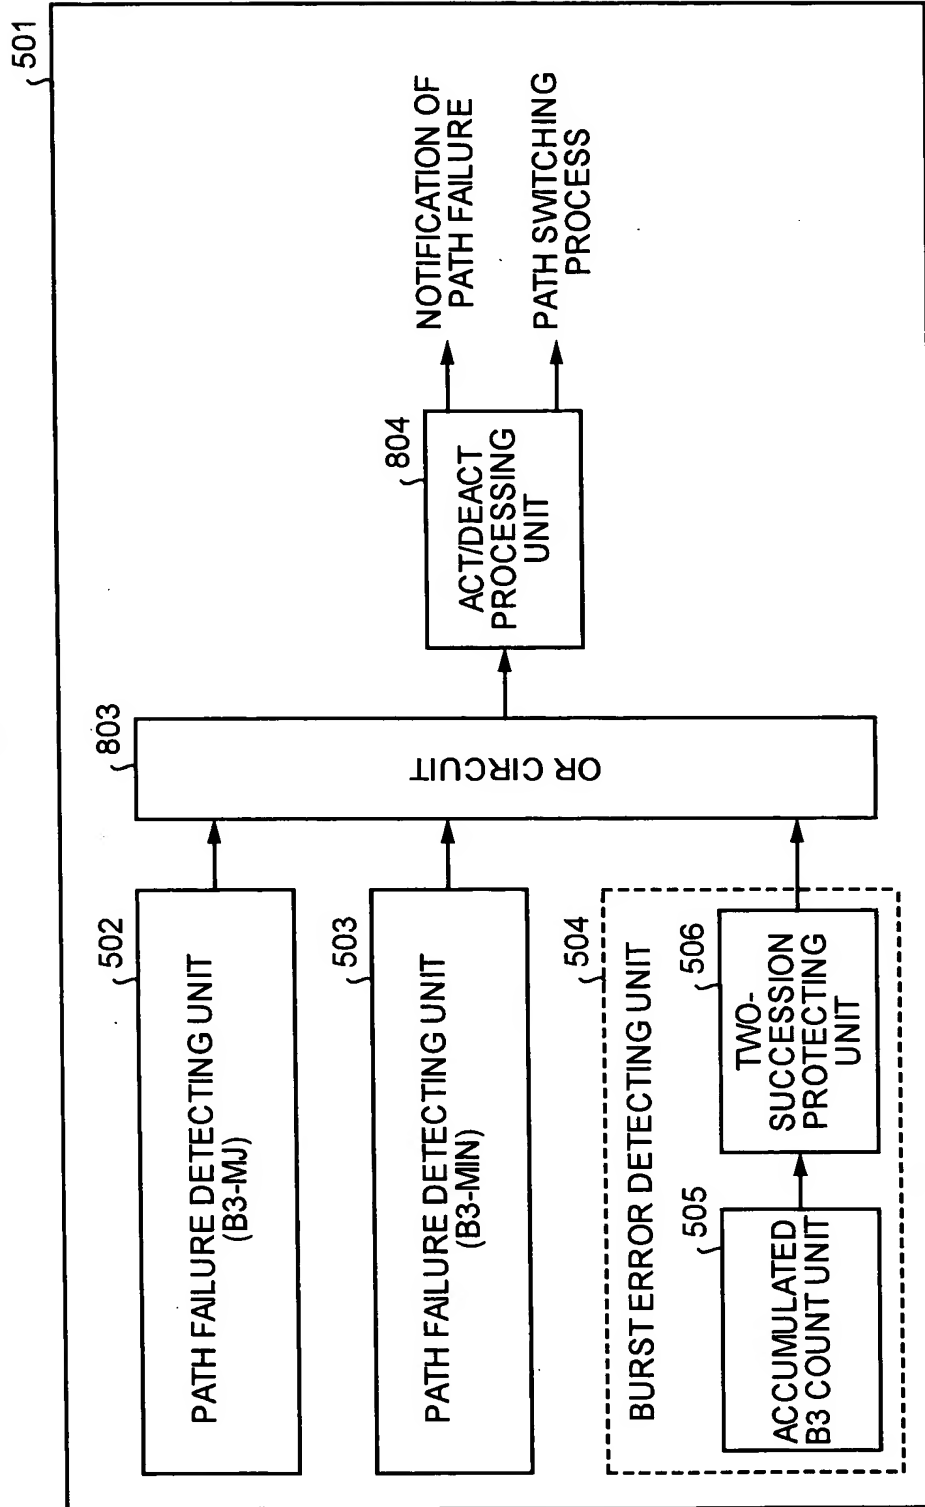 501
502
PATH FAILURE DETECTING UNIT
(B3-MJ)
503
PATH FAILURE DETECTING UNIT
(B3-MIN)
504
BURST ERROR DETECTING UNIT
505
ACCUMULATED
B3 COUNT UNIT
506
TWO-
SUCCESSION
PROTECTING
UNIT
803
OR CIRCUIT
804
ACT/DEACT
PROCESSING
UNIT
NOTIFICATION OF
PATH FAILURE
PATH SWITCHING
PROCESS